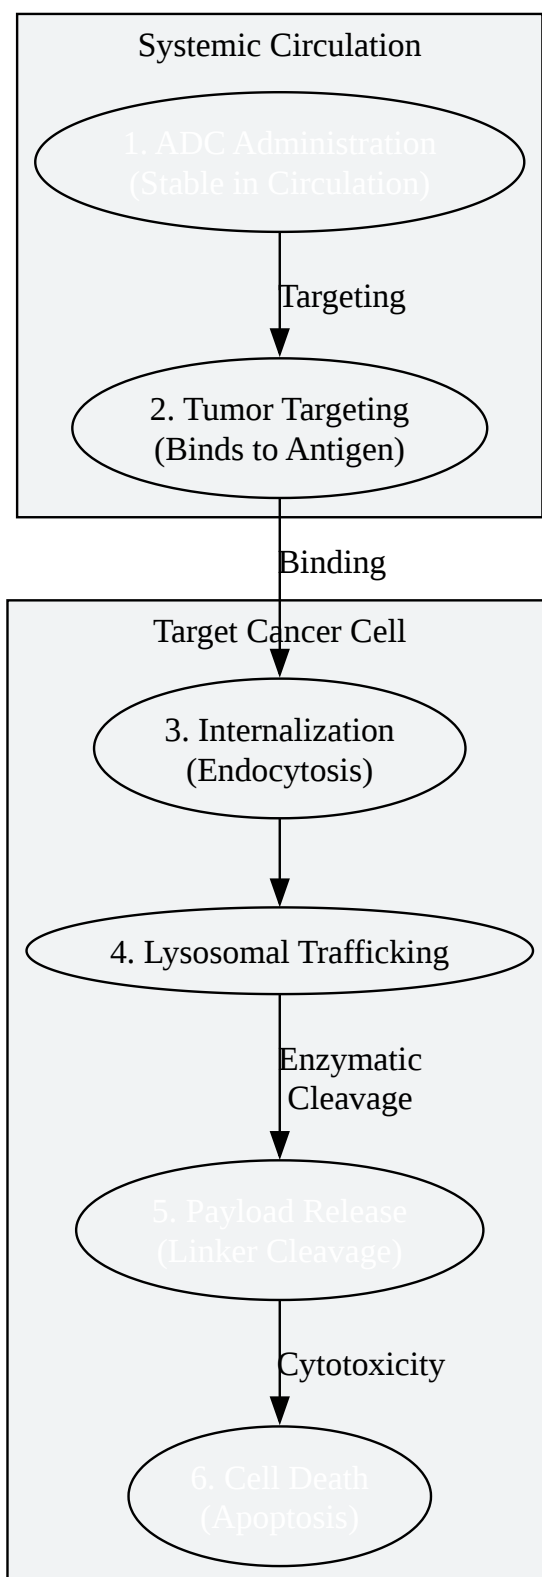 Systemic Circulation
1. ADC Administration
(Stable in Circulation)
Targeting
2. Tumor Targeting
(Binds to Antigen)
Binding
Target Cancer Cell
3. Internalization
(Endocytosis)
4. Lysosomal Trafficking
Enzymatic
Cleavage
5. Payload Release
(Linker Cleavage)
Cytotoxicity
6. Cell Death
(Apoptosis)